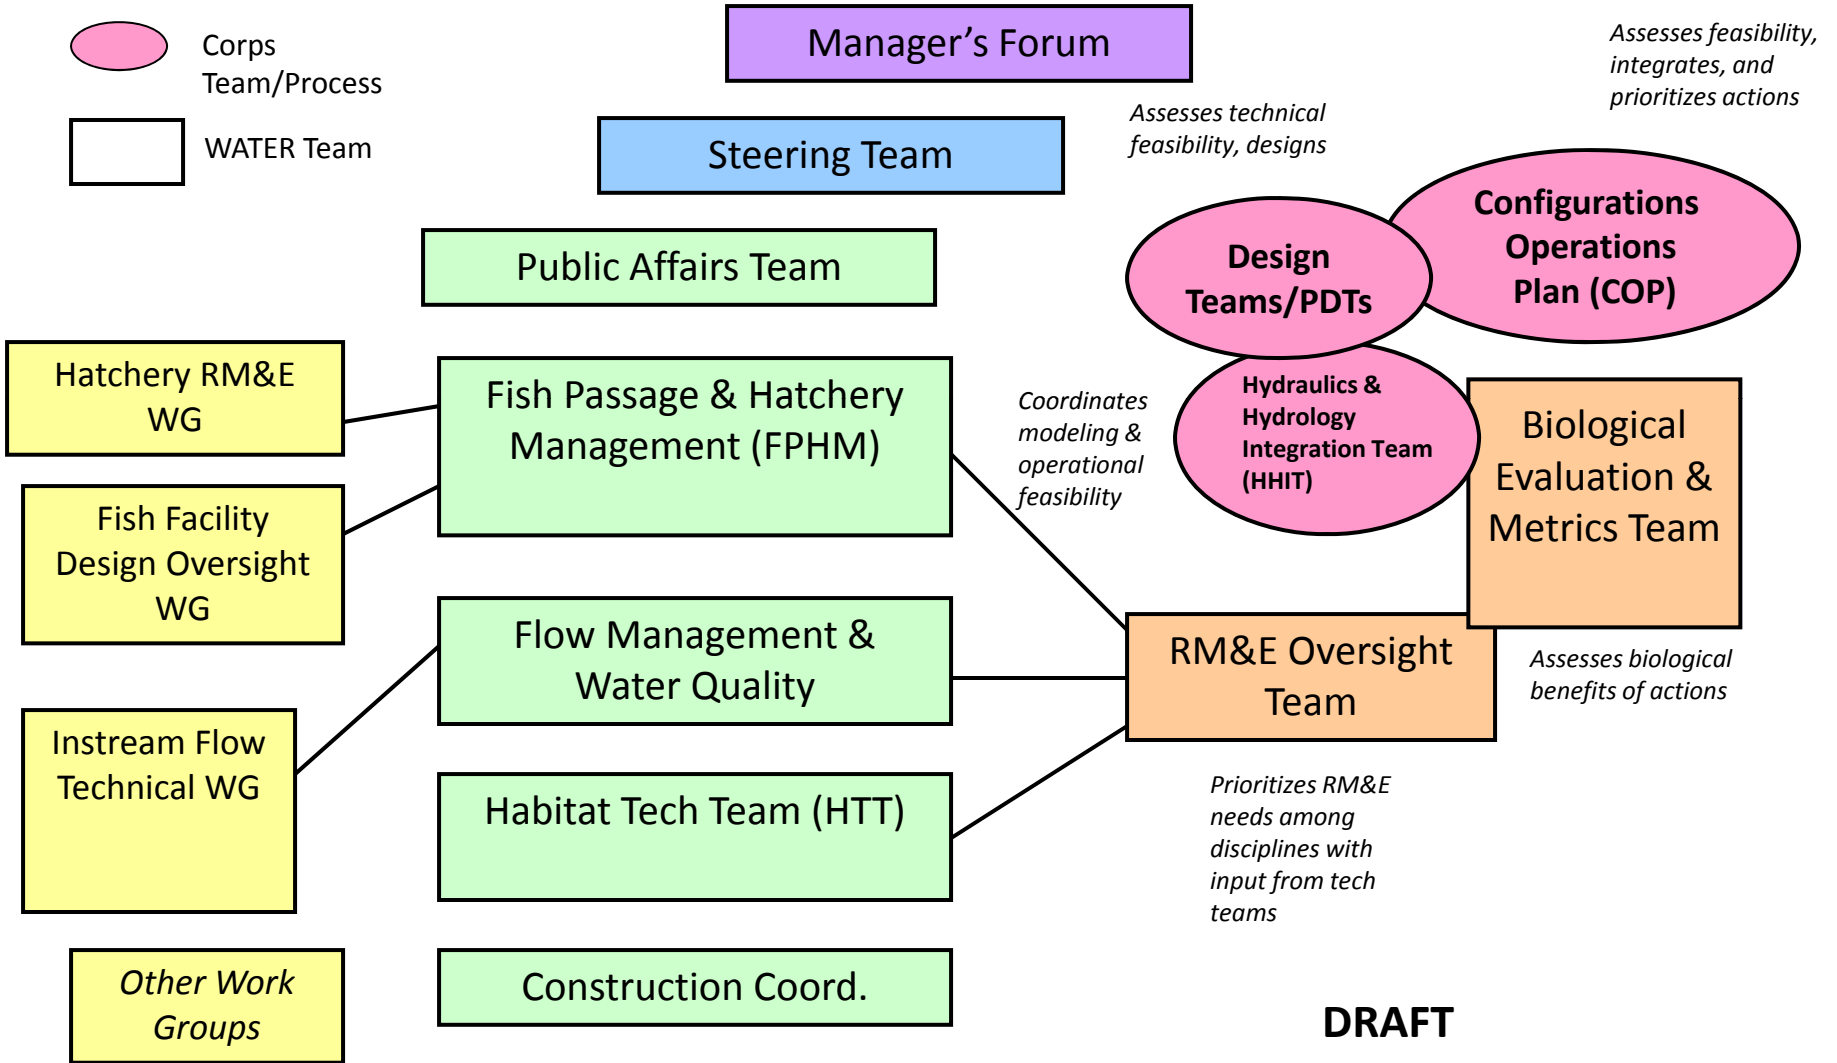 Corps
Team/Process
WATER Team
Manager’s Forum
Steering Team
Public Affairs Team
Assesses technical
feasibility, designs
Assesses feasibility,
integrates, and
prioritizes actions
Configurations
Operations
Plan (COP)
Design
Teams/PDTs
Hydraulics &
Hydrology
Integration Team
(HHIT)
Coordinates
modeling &
operational
feasibility
Biological
Evaluation &
Metrics Team
Assesses biological
benefits of actions
Hatchery RM&E
WG
Fish Facility
Design Oversight
WG
Instream Flow
Technical WG
Other Work
Groups
Fish Passage & Hatchery
Management (FPHM)
Flow Management &
Water Quality
Habitat Tech Team (HTT)
Construction Coord.
RM&E Oversight
Team
Prioritizes RM&E
needs among
disciplines with
input from tech
teams
DRAFT